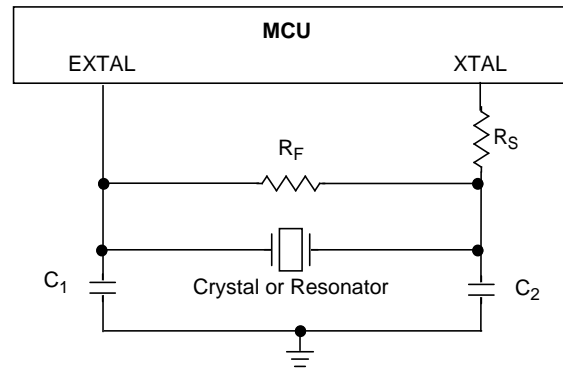 MCU
EXTAL XTAL
R_S
R_F
Crystal or Resonator
C_1
C_2